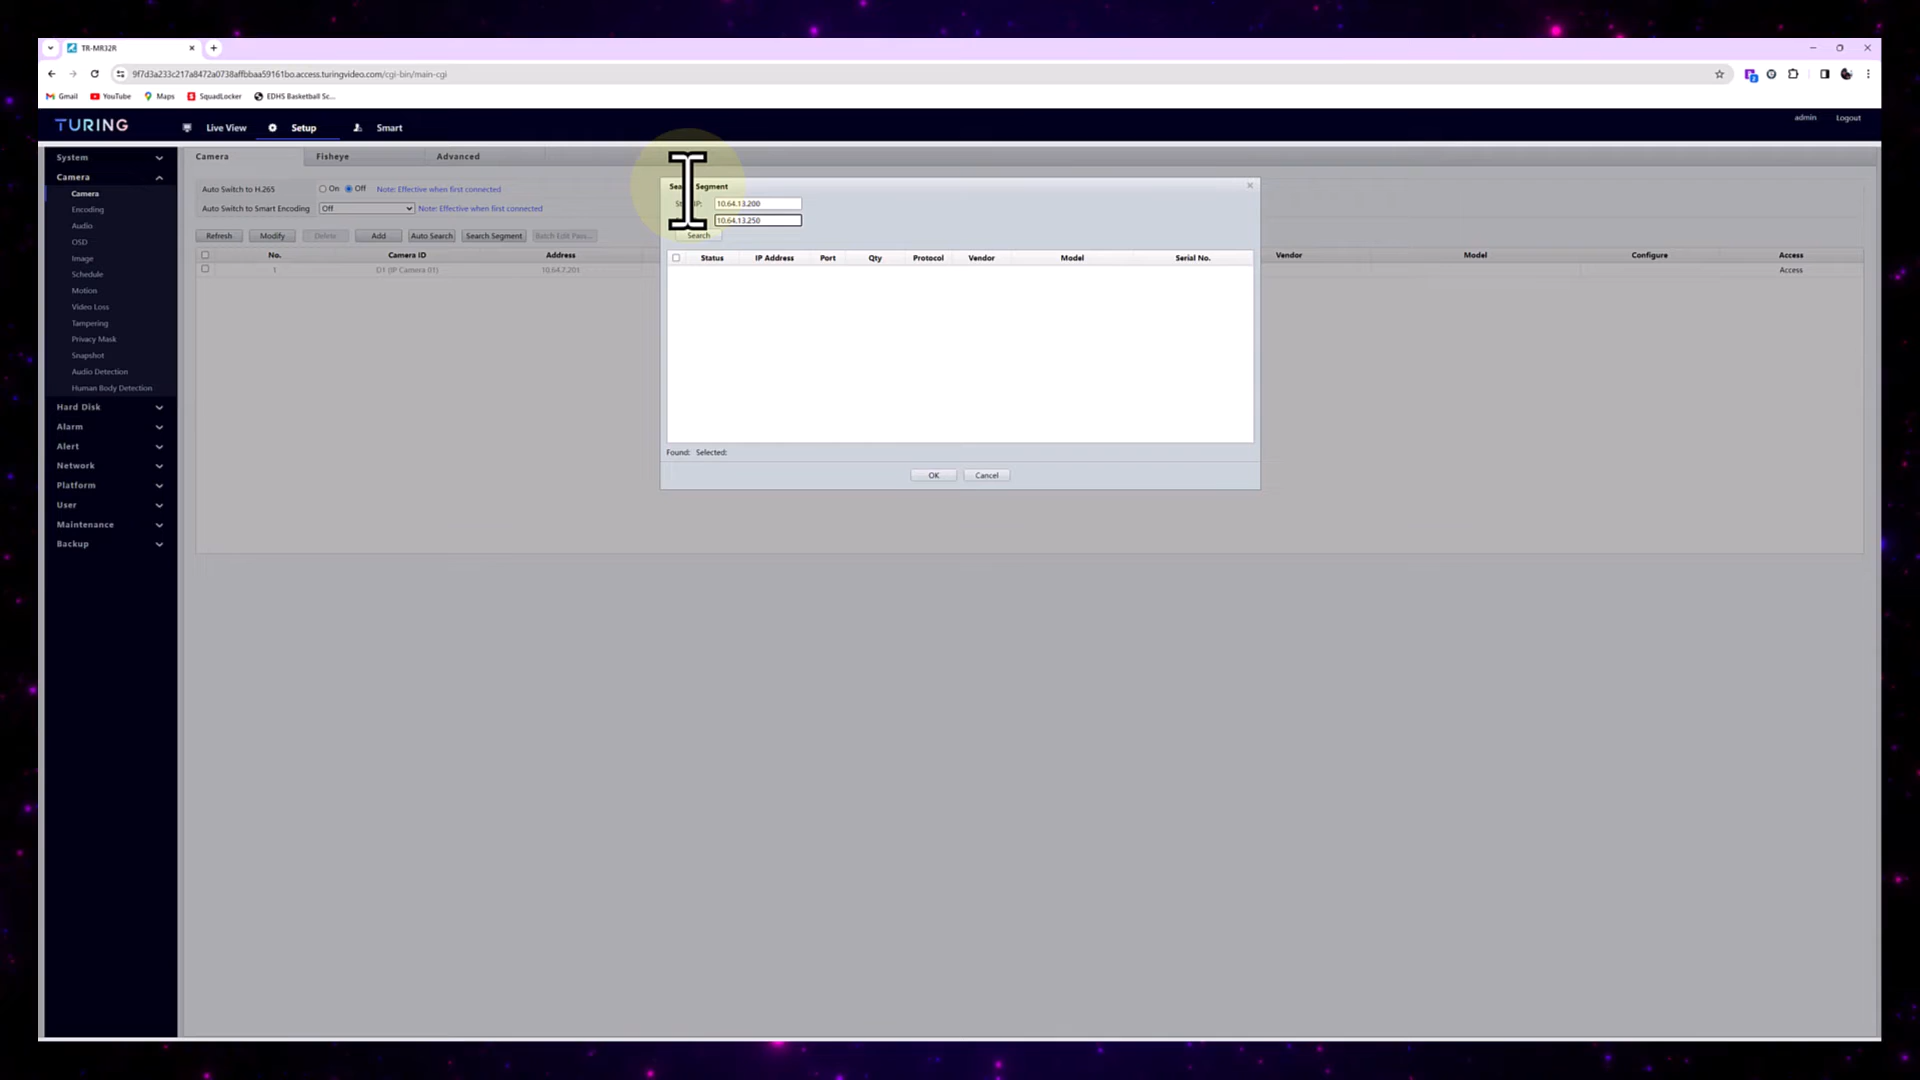 TR-MR32R
9f7d3a233c217a8472a0738affbbaa59161bo.access.turingvideo.com/cgi-bin/main-cgi
Gmail YouTube Maps SquadLocker EDHS Basketball Sc...
TURING Live View Setup Smart admin Logout
System
Camera
Camera
Encoding
Audio
OSD
Image
Schedule
Motion
Video Loss
Tampering
Privacy Mask
Snapshot
Audio Detection
Human Body Detection
Hard Disk
Alarm
Alert
Network
Platform
User
Maintenance
Backup
Camera Fisheye Advanced
Auto Switch to H.265 On Off Note: Effective when first connected
Auto Switch to Smart Encoding Off Note: Effective when first connected
Refresh Modify Delete Add Auto Search Search Segment Batch Edit Pass...
No. Camera ID Address Vendor Model Configure Access
1 D1 (IP Camera 01) 10.64.7.201 Access
Segment
IP: 10.64.13.200
10.64.13.250
Search
Status IP Address Port Qty Protocol Vendor Model Serial No.
Found: Selected:
OK Cancel